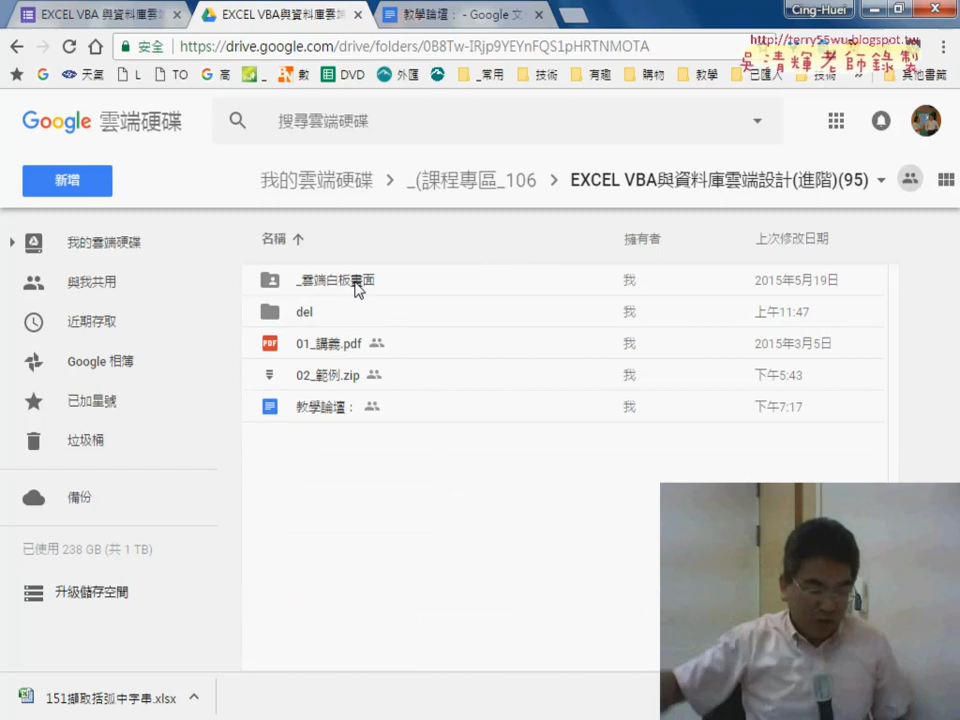 EXCEL VBA與資料庫雲端
EXCEL VBA與資料庫雲端
教學論壇： - Google 文
Cing-Huei
安全
https://drive.google.com/drive/folders/0B8Tw-IRjp9YEYnFQS1pHRTNMOTA
http://terry55wu.blogspot.tw
吳清輝老師錄製
天氣
L
TO
高
數
DVD
外匯
_常用
技術
有趣
購物
教學
已匯入
技術
其他書籤
Google 雲端硬碟
搜尋雲端硬碟
新增
我的雲端硬碟 > _(課程專區_106 > EXCEL VBA與資料庫雲端設計(進階)(95)
我的雲端硬碟
與我共用
近期存取
Google 相簿
已加星號
垃圾桶
備份
已使用 238 GB (共 1 TB)
升級儲存空間
名稱 擁有者 上次修改日期
_雲端白板畫面 我 2015年5月19日
del 我 上午11:47
01_講義.pdf 我 2015年3月5日
02_範例.zip 我 下午5:43
教學論壇： 我 下午7:17
151擷取括弧中字串.xlsx